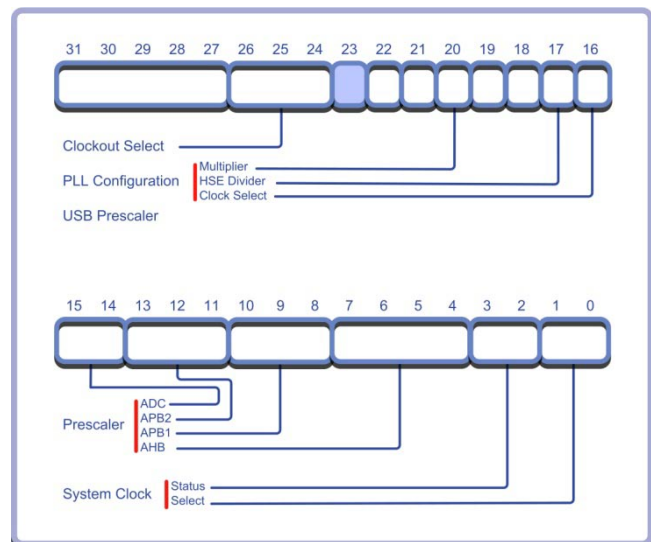 31 30 29 28 27 26 25 24 23 22 21 20 19 18 17 16
Clockout Select
PLL Configuration
Multiplier
HSE Divider
Clock Select
USB Prescaler
15 14 13 12 11 10 9 8 7 6 5 4 3 2 1 0
Prescaler
ADC
APB2
APB1
AHB
System Clock
Status
Select